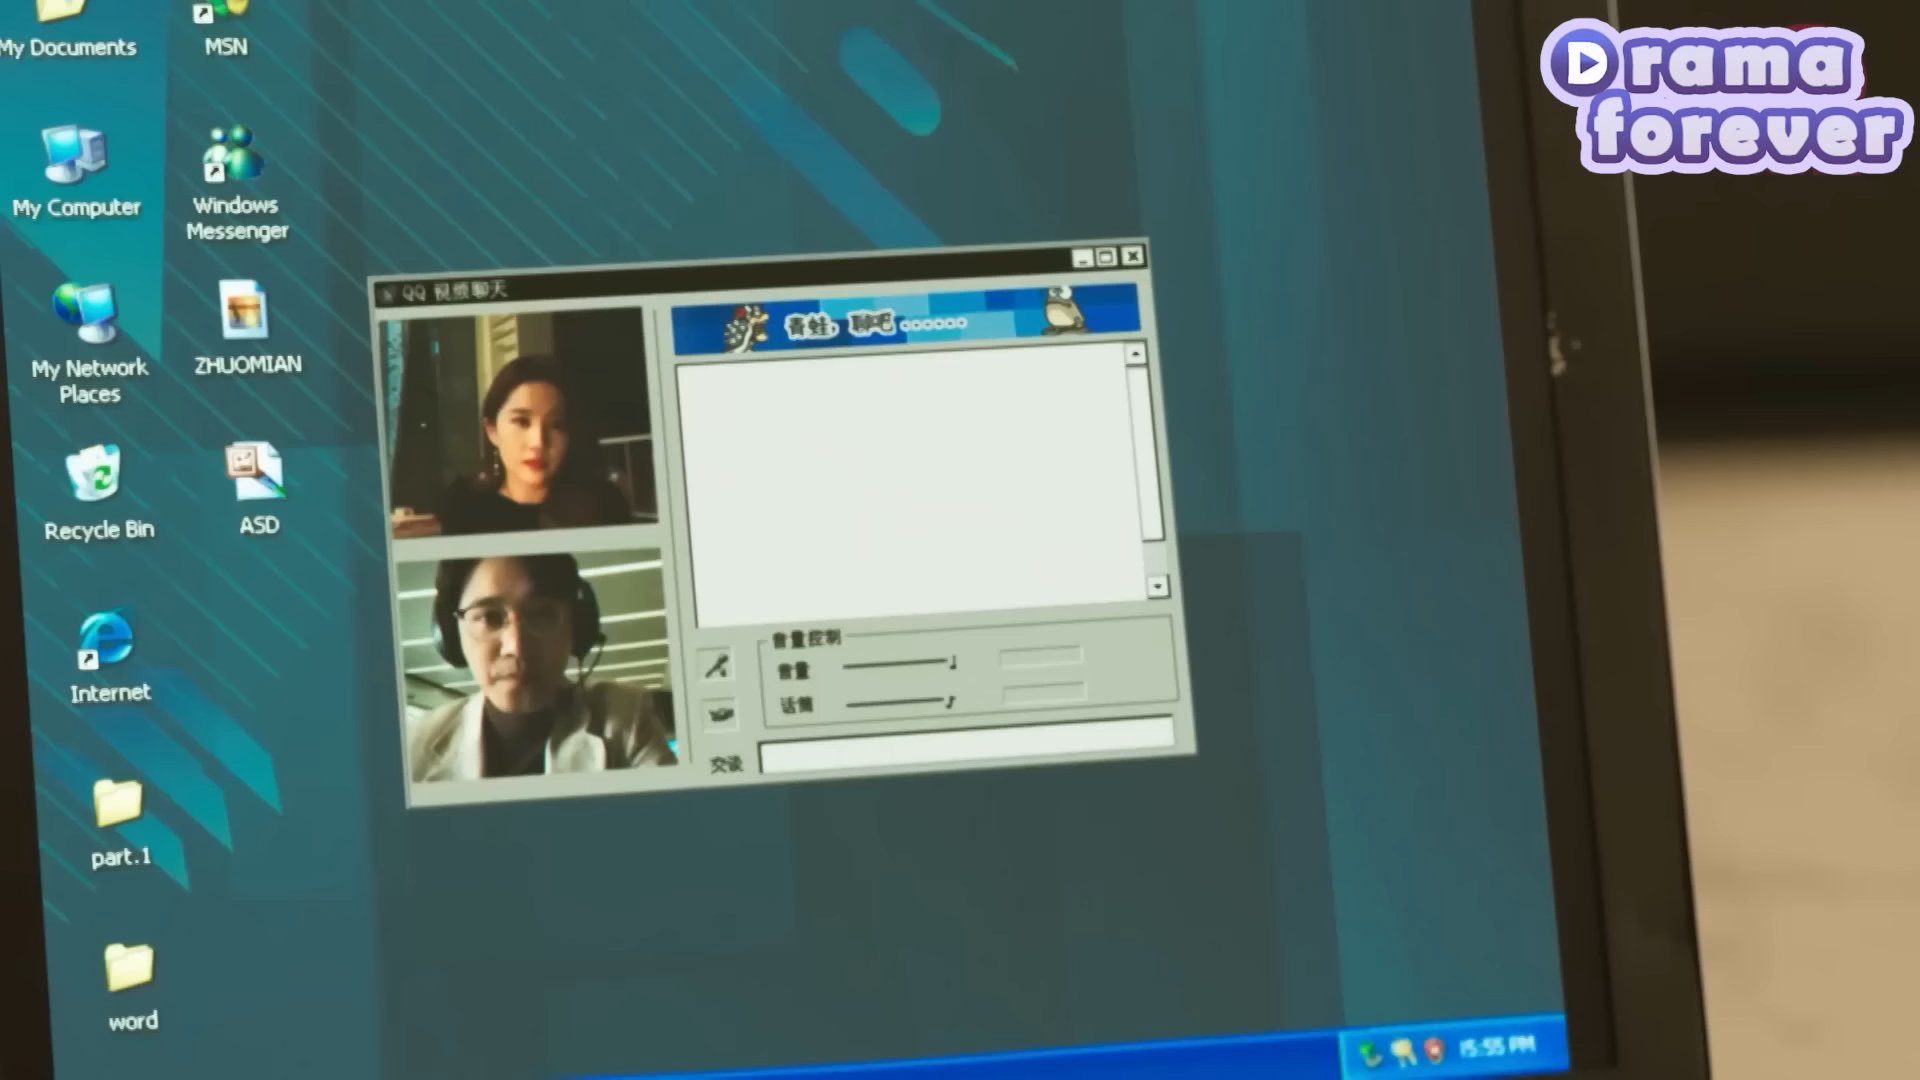 My Documents
MSN
My Computer
Windows
Messenger
My Network
Places
ZHUOMIAN
Recycle Bin
ASD
Internet
part.1
word
QQ 视频聊天
青蛙，聊吧······
音量控制
音量
话筒
交谈
15:55 PM
Drama
forever